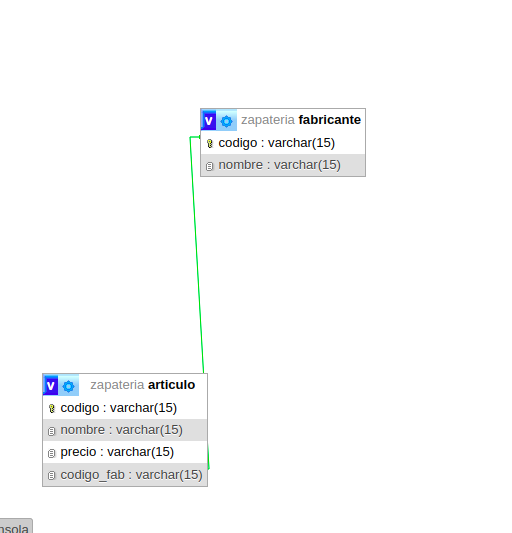 V zapateria fabricante
codigo : varchar(15)
nombre : varchar(15)
V zapateria articulo
codigo : varchar(15)
nombre : varchar(15)
precio : varchar(15)
codigo_fab : varchar(15)
nsola